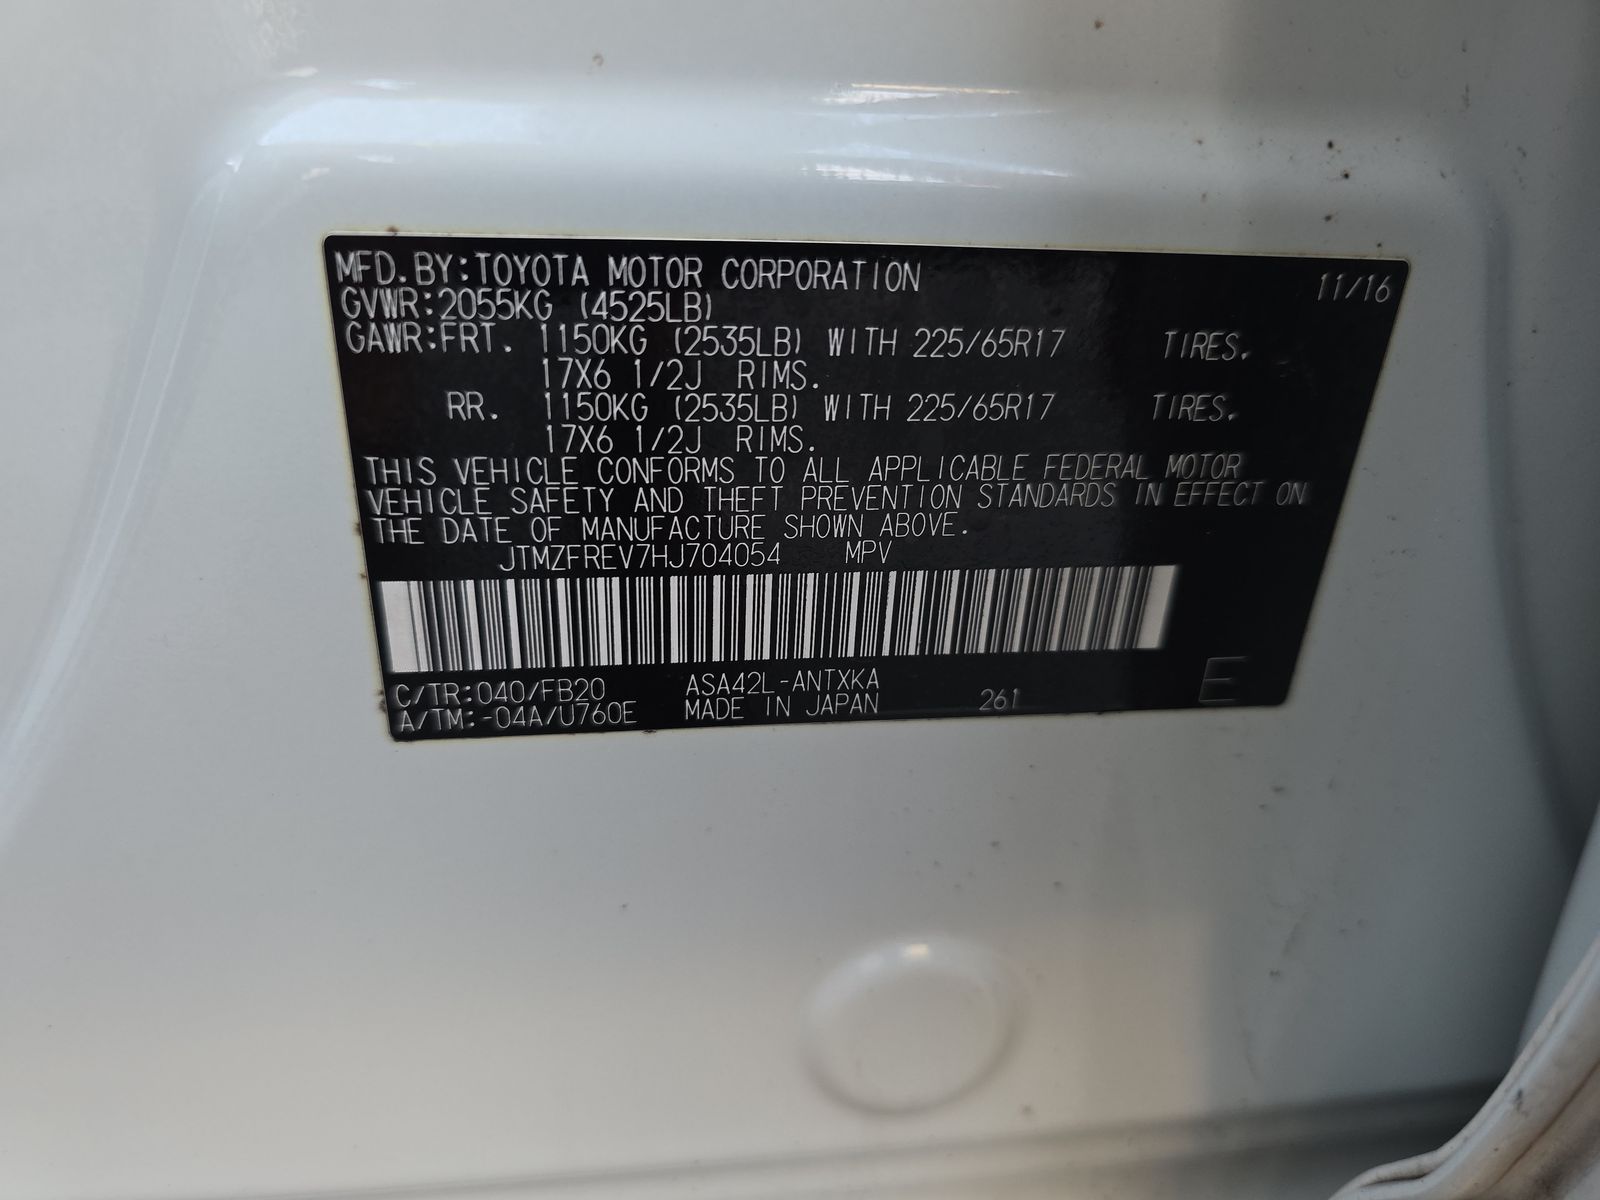 MFD.BY:TOYOTA MOTOR CORPORATION 11/16
GVWR:2055KG (4525LB)
GAWR:FRT. 1150KG (2535LB) WITH 225/65R17 TIRES,
17X6 1/2J RIMS.
RR. 1150KG (2535LB) WITH 225/65R17 TIRES,
17X6 1/2J RIMS.
THIS VEHICLE CONFORMS TO ALL APPLICABLE FEDERAL MOTOR
VEHICLE SAFETY AND THEFT PREVENTION STANDARDS IN EFFECT ON
THE DATE OF MANUFACTURE SHOWN ABOVE.
JTMZFREV7HJ704054 MPV
C/TR:040/FB20 ASA42L-ANTXKA
A/TM:-04A/U760E MADE IN JAPAN 261 E